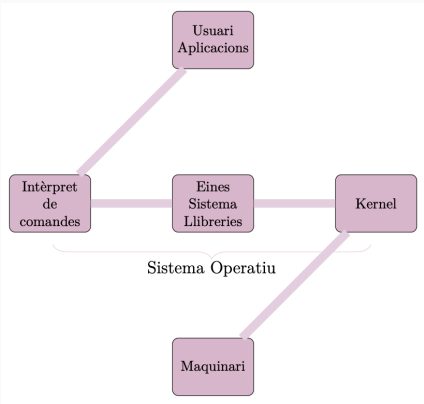 Usuari
Aplicacions
Intèrpret
de
comandes
Eines
Sistema
Llibreries
Kernel
Sistema Operatiu
Maquinari